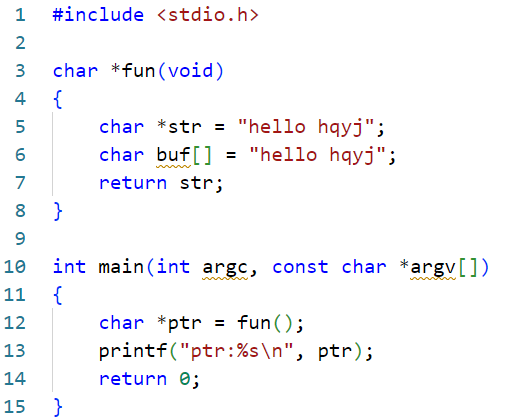 1 #include <stdio.h>
2
3 char *fun(void)
4 {
5     char *str = "hello hqyj";
6     char buf[] = "hello hqyj";
7     return str;
8 }
9
10 int main(int argc, const char *argv[])
11 {
12     char *ptr = fun();
13     printf("ptr:%s\n", ptr);
14     return 0;
15 }